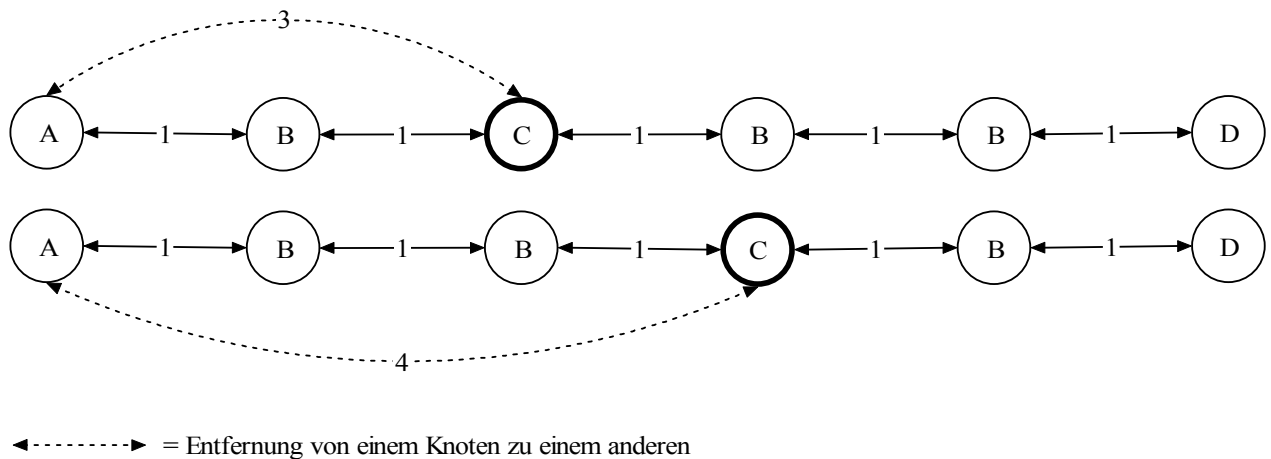 3
A 1 B 1 C 1 B 1 B 1 D
A 1 B 1 B 1 C 1 B 1 D
4
= Entfernung von einem Knoten zu einem anderen